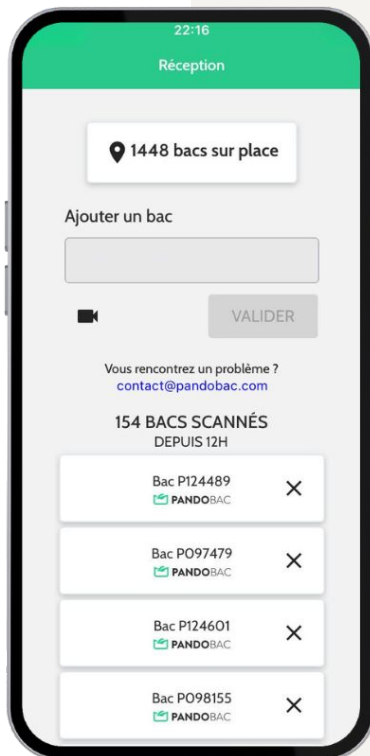 22:16
Réception
1448 bacs sur place
Ajouter un bac
VALIDER
Vous rencontrez un problème ?
contact@pandobac.com
154 BACS SCANNÉS
DEPUIS 12H
Bac P124489
PANDOBAC
Bac P097479
PANDOBAC
Bac P124601
PANDOBAC
Bac P098155
PANDOBAC